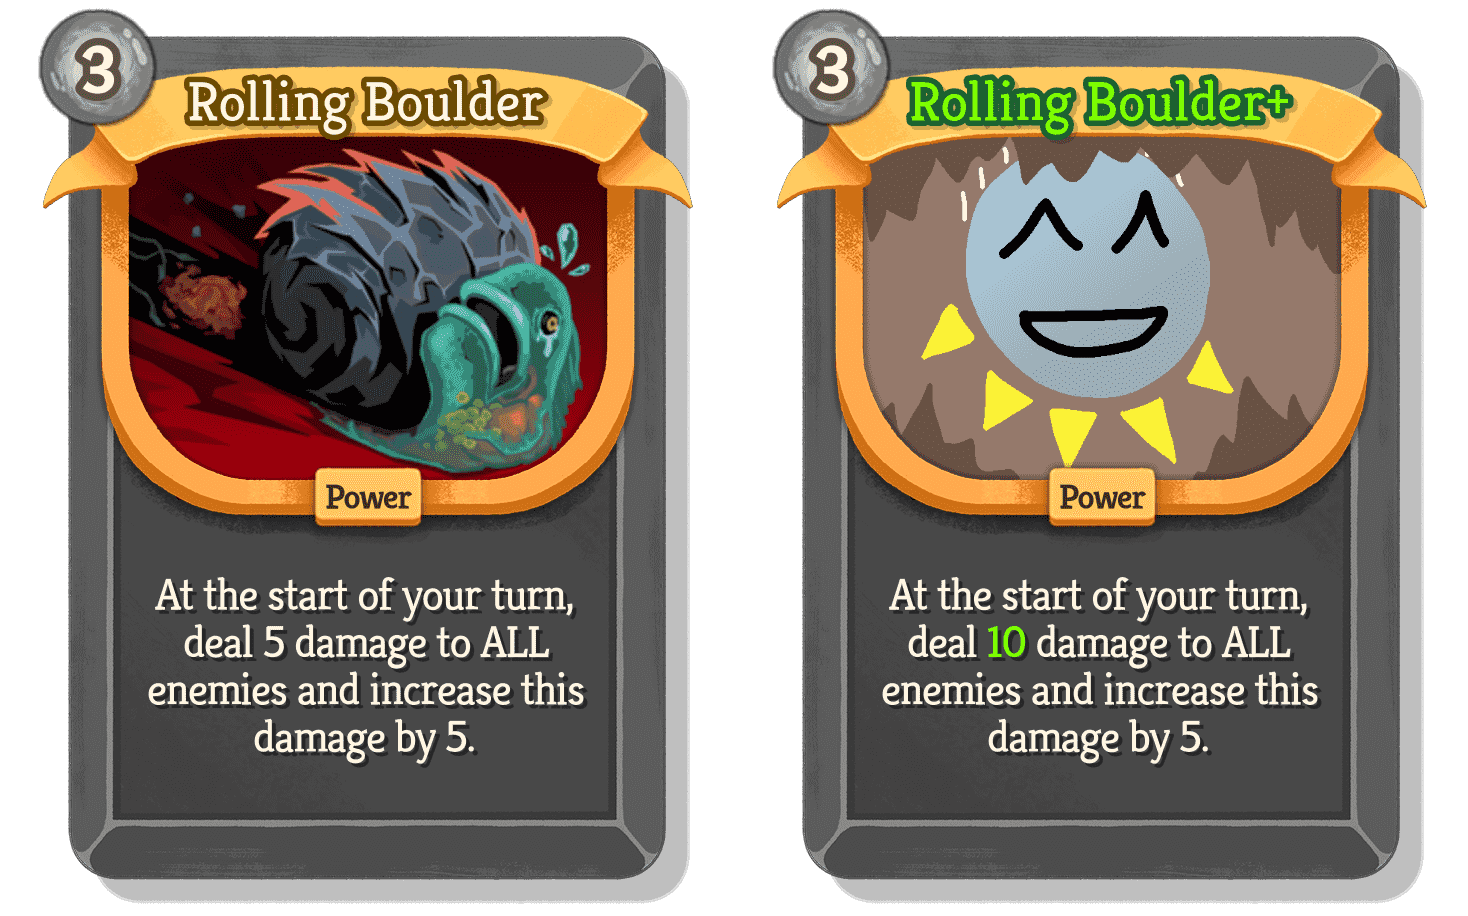 3
Rolling Boulder
Power
At the start of your turn,
deal 5 damage to ALL
enemies and increase this
damage by 5.
3
Rolling Boulder+
Power
At the start of your turn,
deal 10 damage to ALL
enemies and increase this
damage by 5.